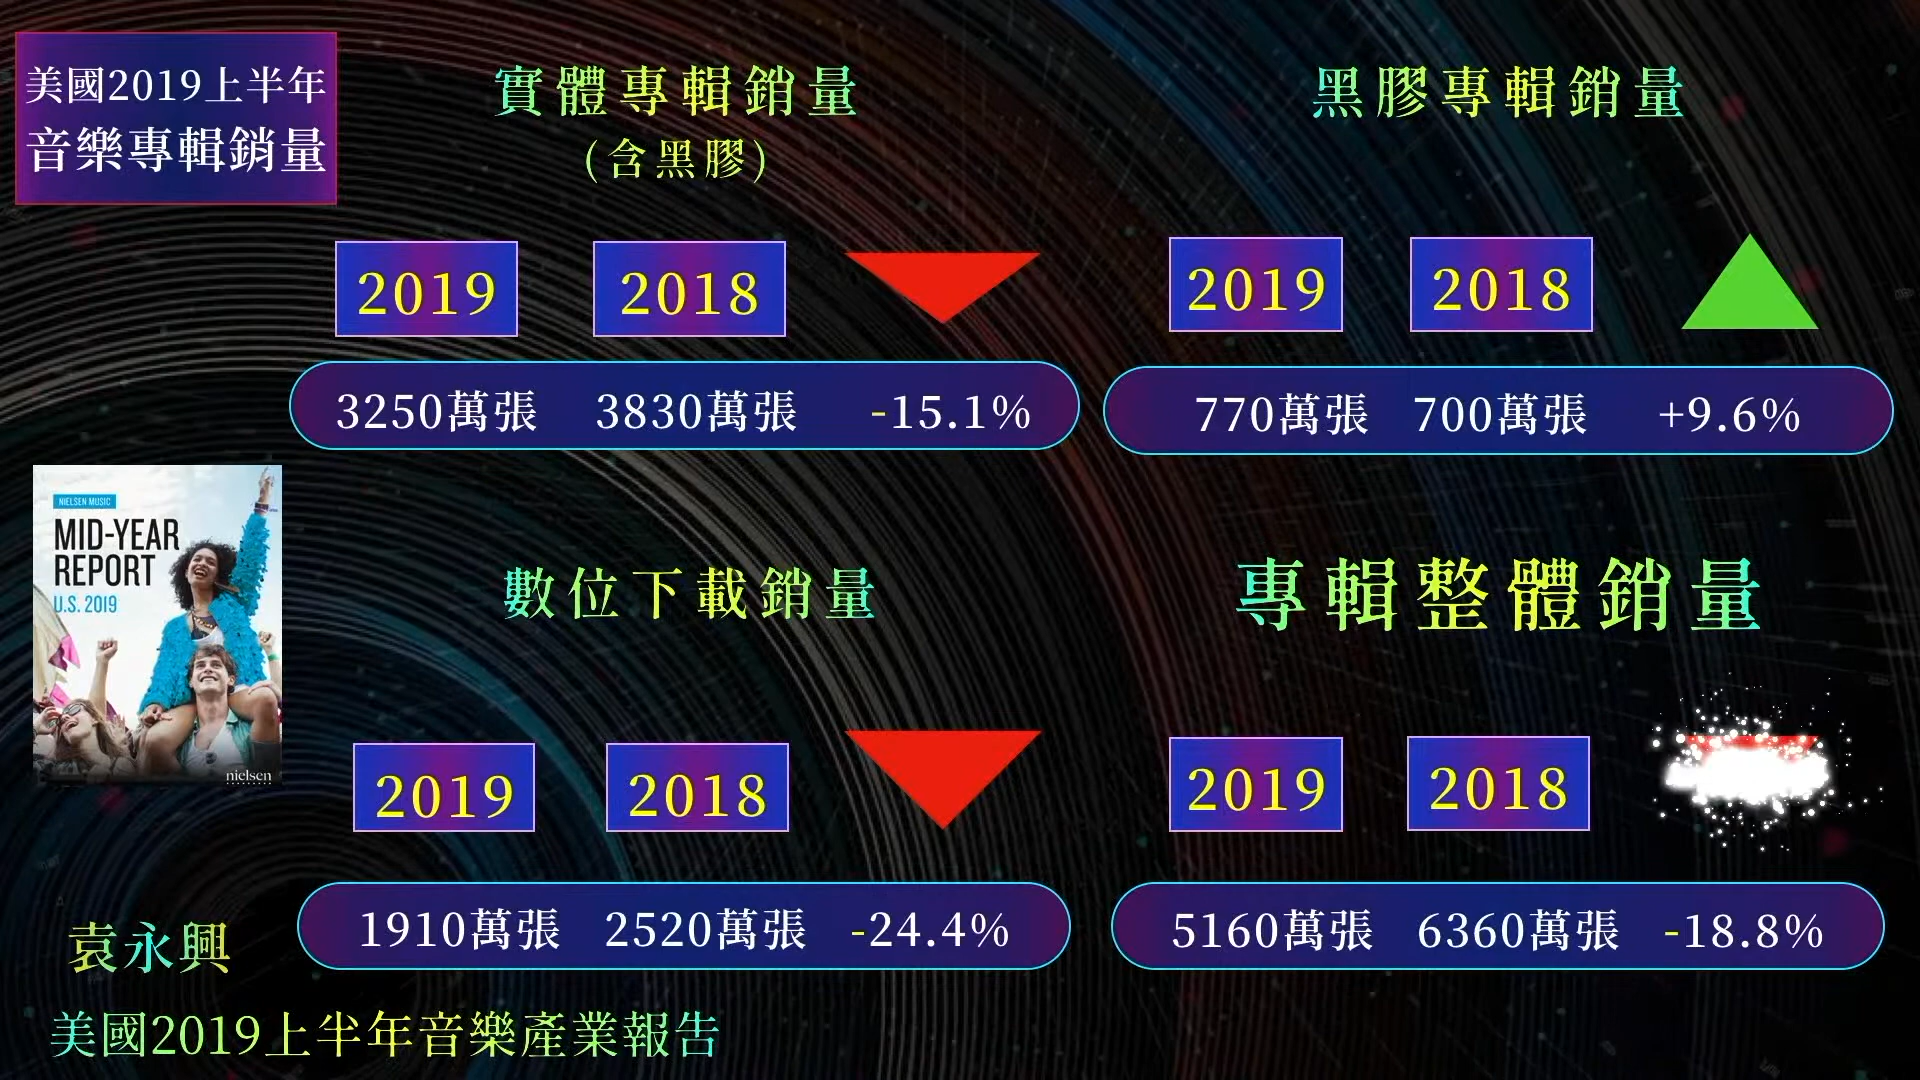 美國2019上半年
音樂專輯銷量
實體專輯銷量
(含黑膠)
2019 2018
3250萬張 3830萬張 -15.1%
黑膠專輯銷量
2019 2018
770萬張 700萬張 +9.6%
NIELSEN MUSIC
MID-YEAR
REPORT
U.S. 2019
nielsen
數位下載銷量
2019 2018
1910萬張 2520萬張 -24.4%
專輯整體銷量
2019 2018
5160萬張 6360萬張 -18.8%
袁永興
美國2019上半年音樂產業報告